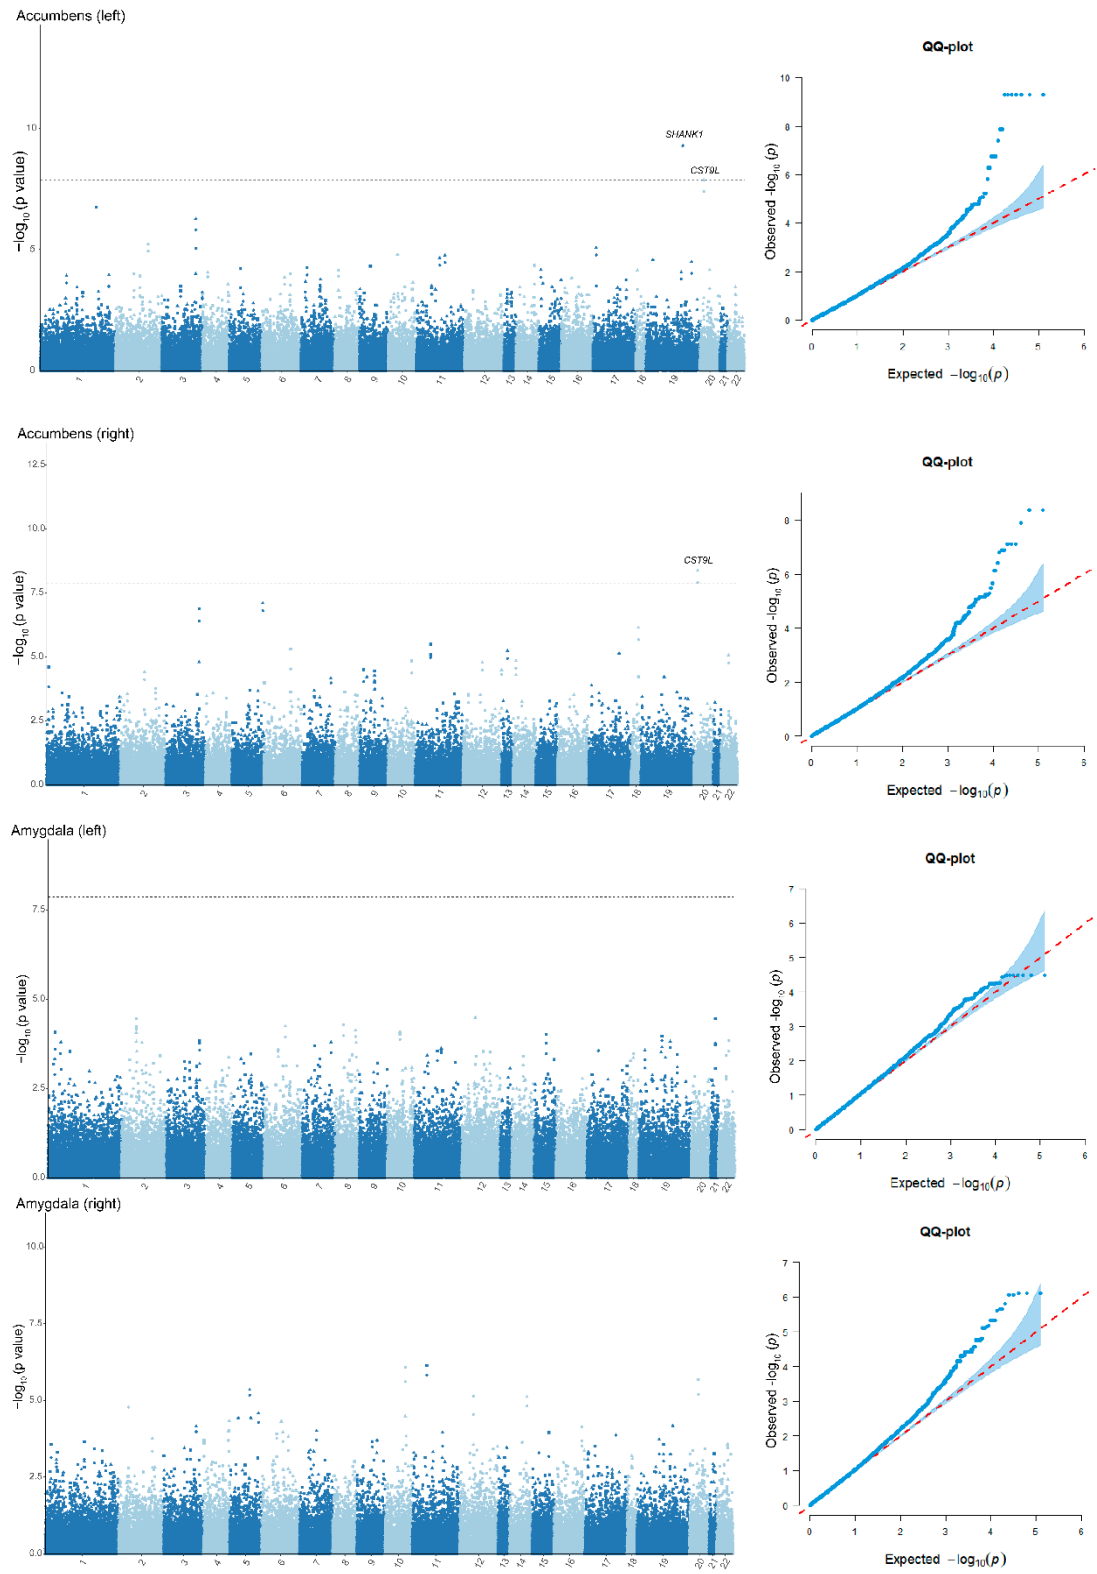 Accumbens (left)
−log10 (p value)
10
5
0
SHANK1
CST9L
1 2 3 4 5 6 7 8 9 10 11 12 13 14 15 16 17 18 19 20 21 22
QQ-plot
Observed -log10 (p)
10
8
6
4
2
0
0 1 2 3 4 5 6
Expected −log10(p)
Accumbens (right)
−log10 (p value)
12.5
10.0
7.5
5.0
2.5
0.0
CST9L
1 2 3 4 5 6 7 8 9 10 11 12 13 14 15 16 17 18 19 20 21 22
QQ-plot
Observed -log10 (p)
8
6
4
2
0
0 1 2 3 4 5 6
Expected −log10(p)
Amygdala (left)
−log10 (p value)
7.5
5.0
2.5
0.0
1 2 3 4 5 6 7 8 9 10 11 12 13 14 15 16 17 18 19 20 21 22
QQ-plot
Observed -log10 (p)
7
6
5
4
3
2
1
0
0 1 2 3 4 5 6
Expected −log10(p)
Amygdala (right)
−log10 (p value)
10.0
7.5
5.0
2.5
0.0
1 2 3 4 5 6 7 8 9 10 11 12 13 14 15 16 17 18 19 20 21 22
QQ-plot
Observed -log10 (p)
7
6
5
4
3
2
1
0
0 1 2 3 4 5 6
Expected −log10(p)